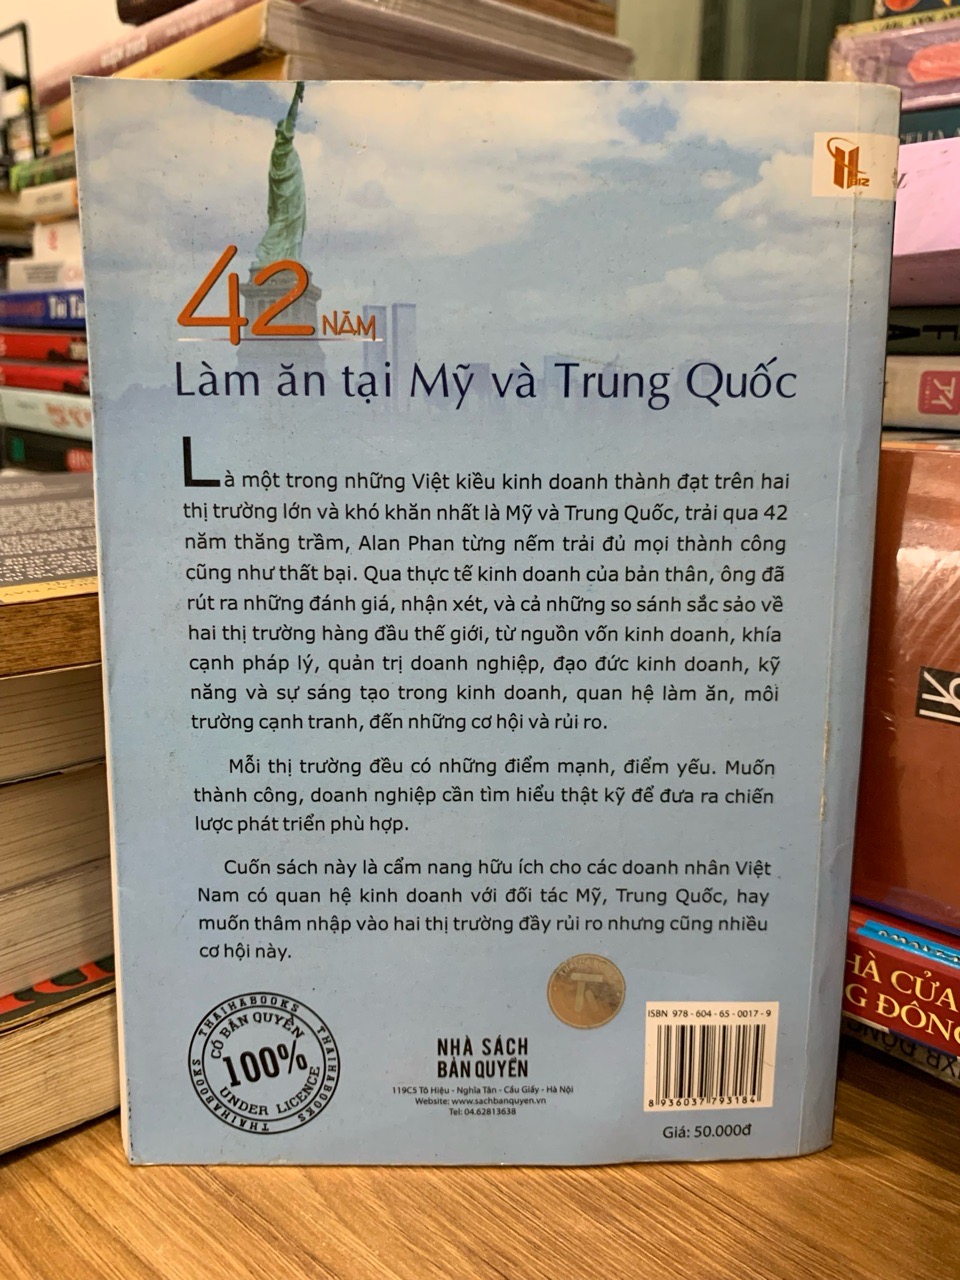 42 NĂM
Làm ăn tại Mỹ và Trung Quốc
Là một trong những Việt kiều kinh doanh thành đạt trên hai
thị trường lớn và khó khăn nhất là Mỹ và Trung Quốc, trải qua 42
năm thăng trầm, Alan Phan từng nếm trải đủ mọi thành công
cũng như thất bại. Qua thực tế kinh doanh của bản thân, ông đã
rút ra những đánh giá, nhận xét, và cả những so sánh sắc sảo về
hai thị trường hàng đầu thế giới, từ nguồn vốn kinh doanh, khía
cạnh pháp lý, quản trị doanh nghiệp, đạo đức kinh doanh, kỹ
năng và sự sáng tạo trong kinh doanh, quan hệ làm ăn, môi
trường cạnh tranh, đến những cơ hội và rủi ro.
Mỗi thị trường đều có những điểm mạnh, điểm yếu. Muốn
thành công, doanh nghiệp cần tìm hiểu thật kỹ để đưa ra chiến
lược phát triển phù hợp.
Cuốn sách này là cẩm nang hữu ích cho các doanh nhân Việt
Nam có quan hệ kinh doanh với đối tác Mỹ, Trung Quốc, hay
muốn thâm nhập vào hai thị trường đầy rủi ro nhưng cũng nhiều
cơ hội này.
THAIHABOOKS THAIHABOOKS THAIHABOOKS
CÓ BẢN QUYỀN
100%
UNDER LICENCE
NHÀ SÁCH
BẢN QUYỀN
119C5 Tô Hiệu - Nghĩa Tân - Cầu Giấy - Hà Nội
Website: www.sachbanquyen.vn
Tel: 04.62813638
ISBN 978 - 604 - 65 - 0017 - 9
8 936037 793184
Giá: 50.000đ
HÀ CỬA
G ĐÔNG